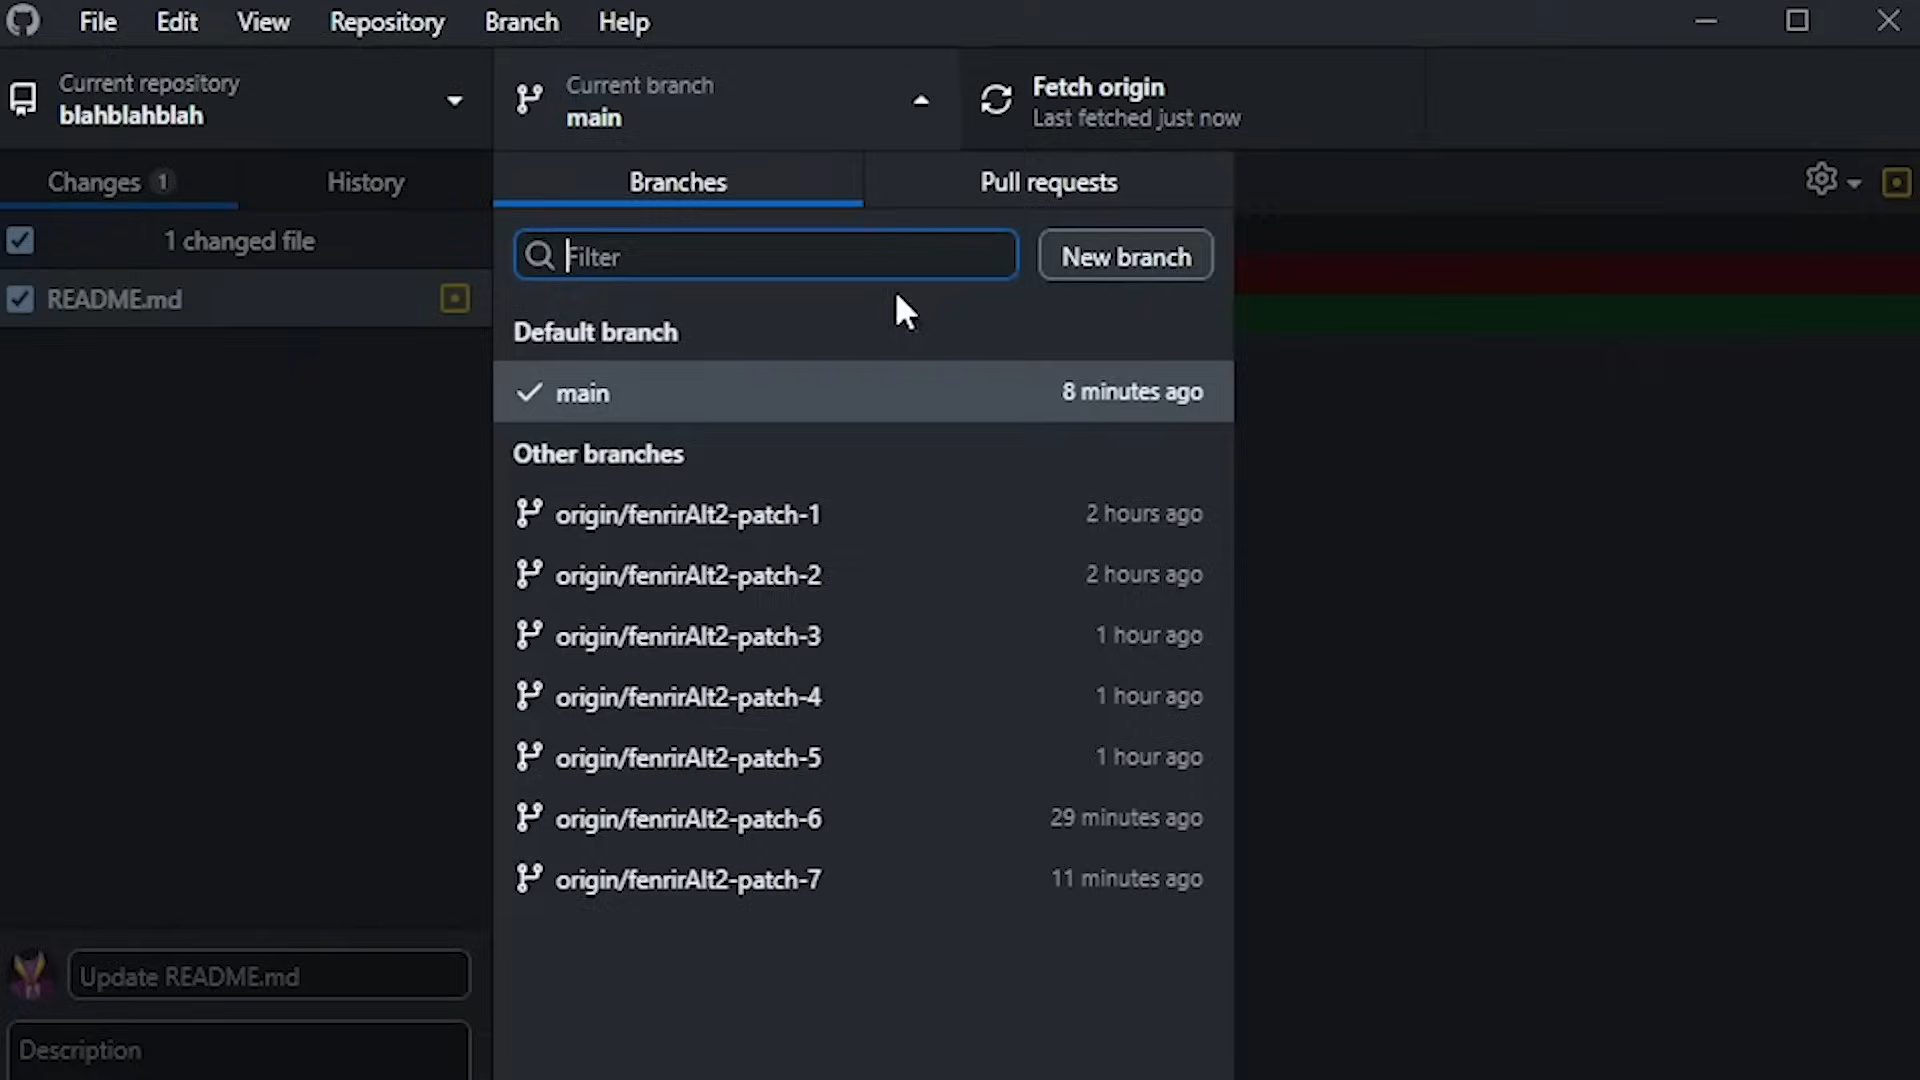 File Edit View Repository Branch Help
Current repository
blahblahblah
Current branch
main
Fetch origin
Last fetched just now
Changes 1
History
Branches
Pull requests
1 changed file
Filter
New branch
README.md
Default branch
main 8 minutes ago
Other branches
origin/fenrirAlt2-patch-1 2 hours ago
origin/fenrirAlt2-patch-2 2 hours ago
origin/fenrirAlt2-patch-3 1 hour ago
origin/fenrirAlt2-patch-4 1 hour ago
origin/fenrirAlt2-patch-5 1 hour ago
origin/fenrirAlt2-patch-6 29 minutes ago
origin/fenrirAlt2-patch-7 11 minutes ago
Update README.md
Description